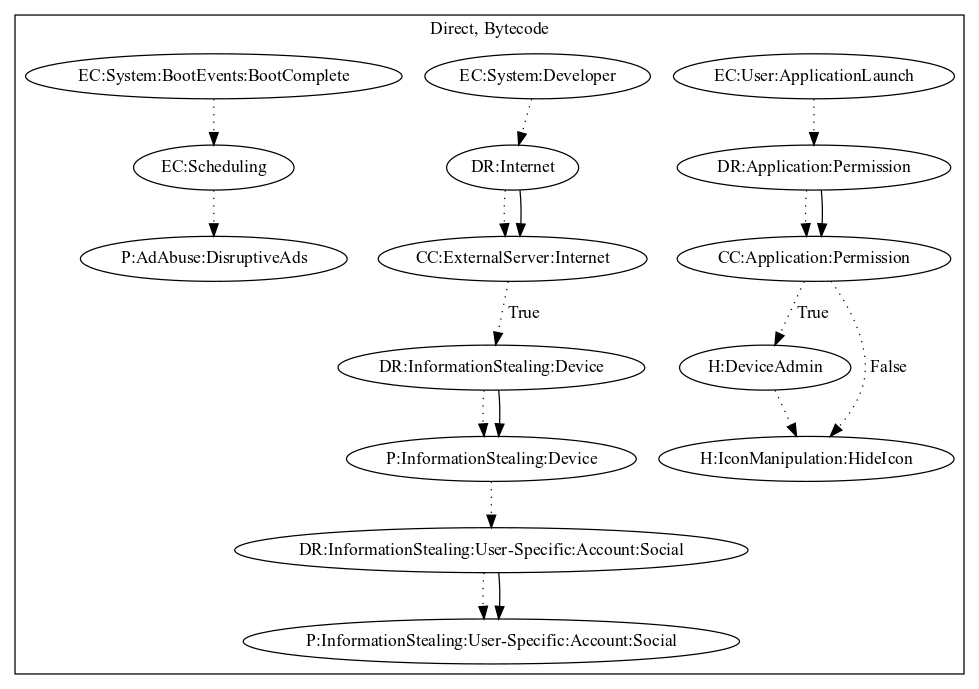 Direct, Bytecode
EC:System:BootEvents:BootComplete
EC:System:Developer
EC:User:ApplicationLaunch
EC:Scheduling
DR:Internet
DR:Application:Permission
P:AdAbuse:DisruptiveAds
CC:ExternalServer:Internet
CC:Application:Permission
True
True
DR:InformationStealing:Device
H:DeviceAdmin
False
P:InformationStealing:Device
H:IconManipulation:HideIcon
DR:InformationStealing:User-Specific:Account:Social
P:InformationStealing:User-Specific:Account:Social